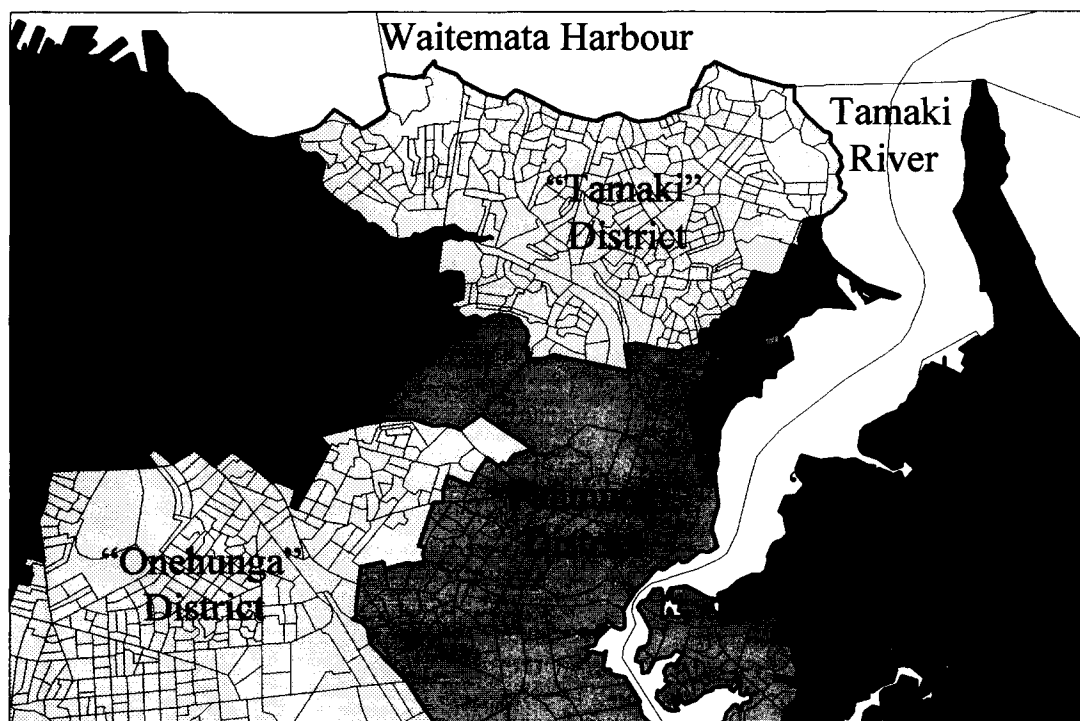 Waitemata Harbour
Tamaki
River
“Tamaki”
District
“Onehunga”
District